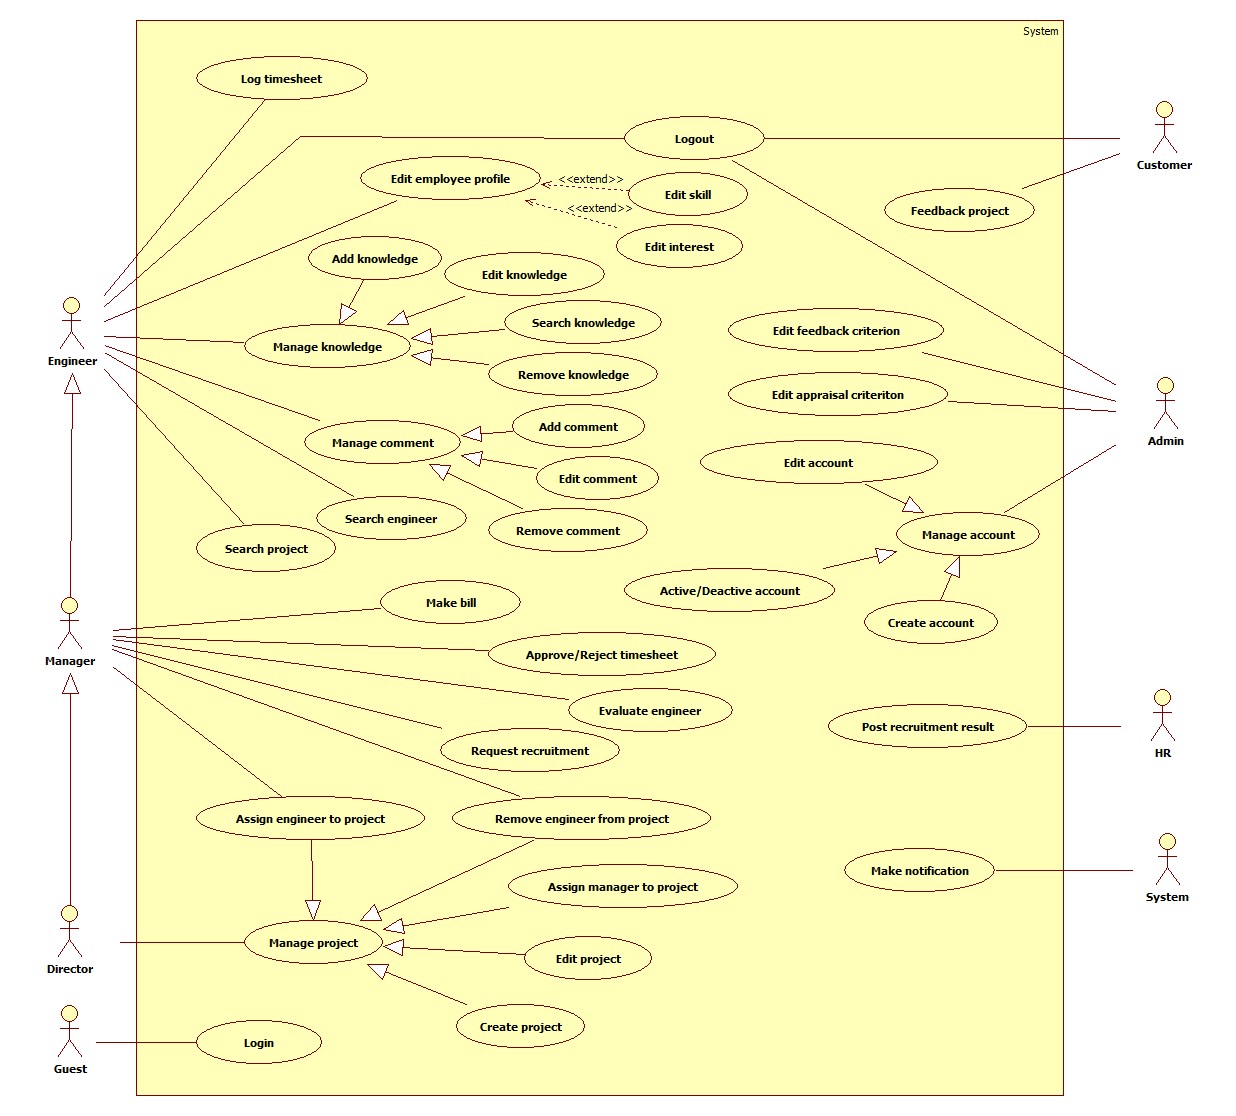 System
Log timesheet
Logout
Customer
Edit employee profile
<<extend>>
Edit skill
<<extend>>
Feedback project
Edit interest
Add knowledge
Edit knowledge
Search knowledge
Edit feedback criterion
Manage knowledge
Engineer
Remove knowledge
Edit appraisal criteriton
Add comment
Manage comment
Admin
Edit account
Edit comment
Search engineer
Remove comment
Manage account
Search project
Active/Deactive account
Make bill
Create account
Approve/Reject timesheet
Manager
Evaluate engineer
Post recruitment result
Request recruitment
HR
Assign engineer to project
Remove engineer from project
Make notification
Assign manager to project
System
Manage project
Edit project
Director
Create project
Login
Guest